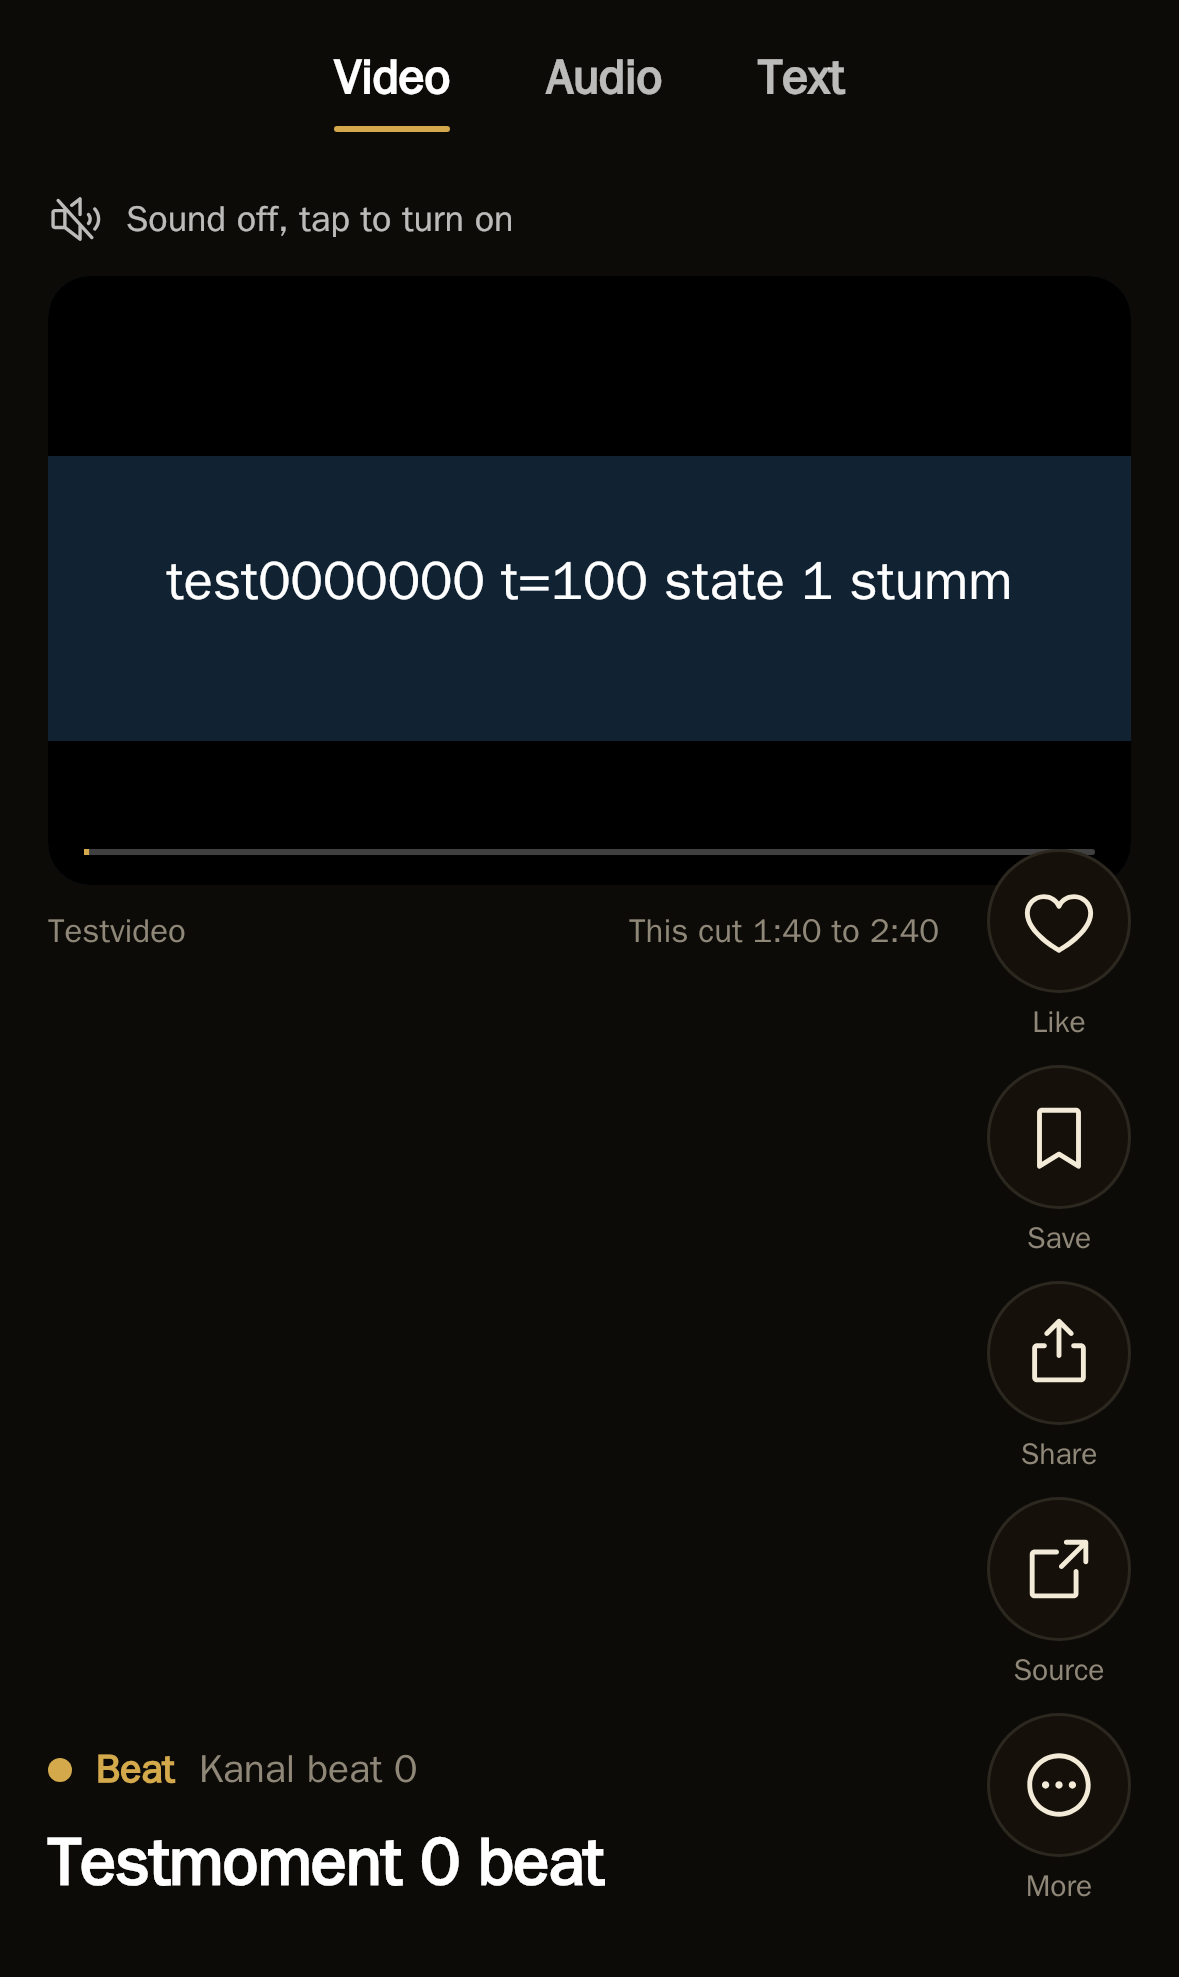 Video Audio Text
Sound off, tap to turn on
test0000000 t=100 state 1 stumm
Testvideo This cut 1:40 to 2:40
Like
Save
Share
Source
Beat Kanal beat 0
Testmoment 0 beat
More